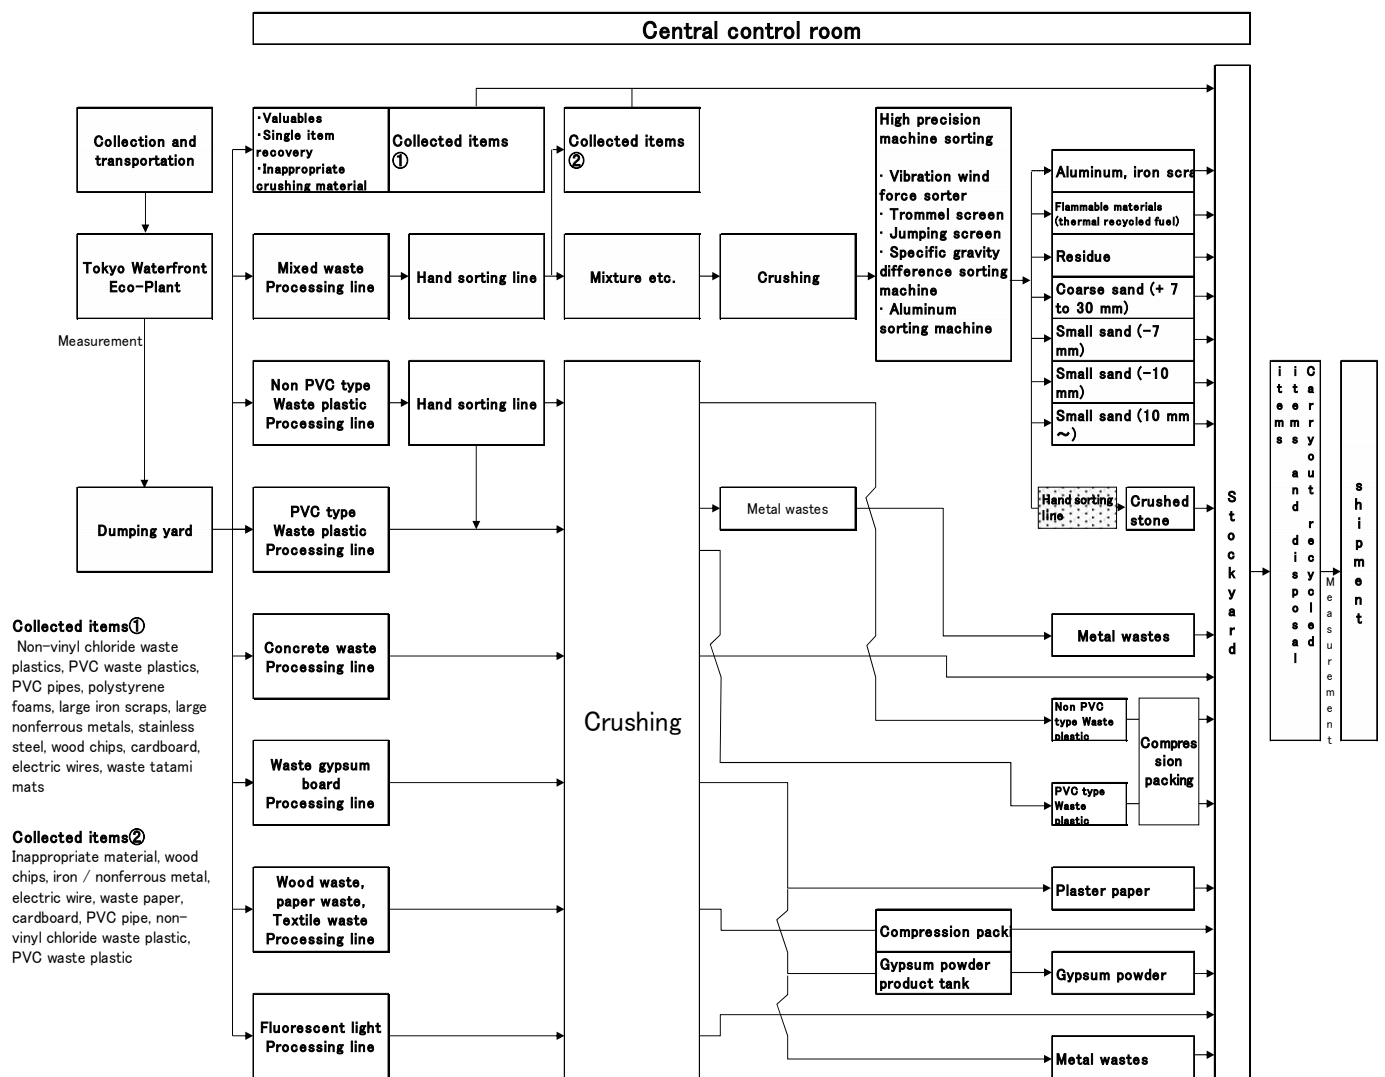 Central control room
Collection and
transportation
・Valuables
・Single item
recovery
・Inappropriate
crushing material
Collected items
①
Collected items
②
High precision
machine sorting
・ Vibration wind
force sorter
・ Trommel screen
・ Jumping screen
・ Specific gravity
difference sorting
machine
・ Aluminum
sorting machine
Aluminum, iron scra
Flammable materials
(thermal recycled fuel)
Residue
Coarse sand (+ 7
to 30 mm)
Small sand (-7
mm)
Small sand (-10
mm)
Small sand (10 mm
～)
Tokyo Waterfront
Eco-Plant
Mixed waste
Processing line
Hand sorting line
Mixture etc.
Crushing
Measurement
Non PVC type
Waste plastic
Processing line
Hand sorting line
Dumping yard
PVC type
Waste plastic
Processing line
Metal wastes
Hand sorting
line
Crushed
stone
Stockyard
Carryout recycled
items and disposal
items
Measurement
shipment
Collected items①
Non-vinyl chloride waste
plastics, PVC waste plastics,
PVC pipes, polystyrene
foams, large iron scraps, large
nonferrous metals, stainless
steel, wood chips, cardboard,
electric wires, waste tatami
mats
Concrete waste
Processing line
Metal wastes
Crushing
Non PVC
type Waste
plastic
Compres
sion
packing
PVC type
Waste
plastic
Waste gypsum
board
Processing line
Collected items②
Inappropriate material, wood
chips, iron / nonferrous metal,
electric wire, waste paper,
cardboard, PVC pipe, non-
vinyl chloride waste plastic,
PVC waste plastic
Wood waste,
paper waste,
Textile waste
Processing line
Plaster paper
Compression packi
Gypsum powder
product tank
Gypsum powder
Fluorescent light
Processing line
Metal wastes